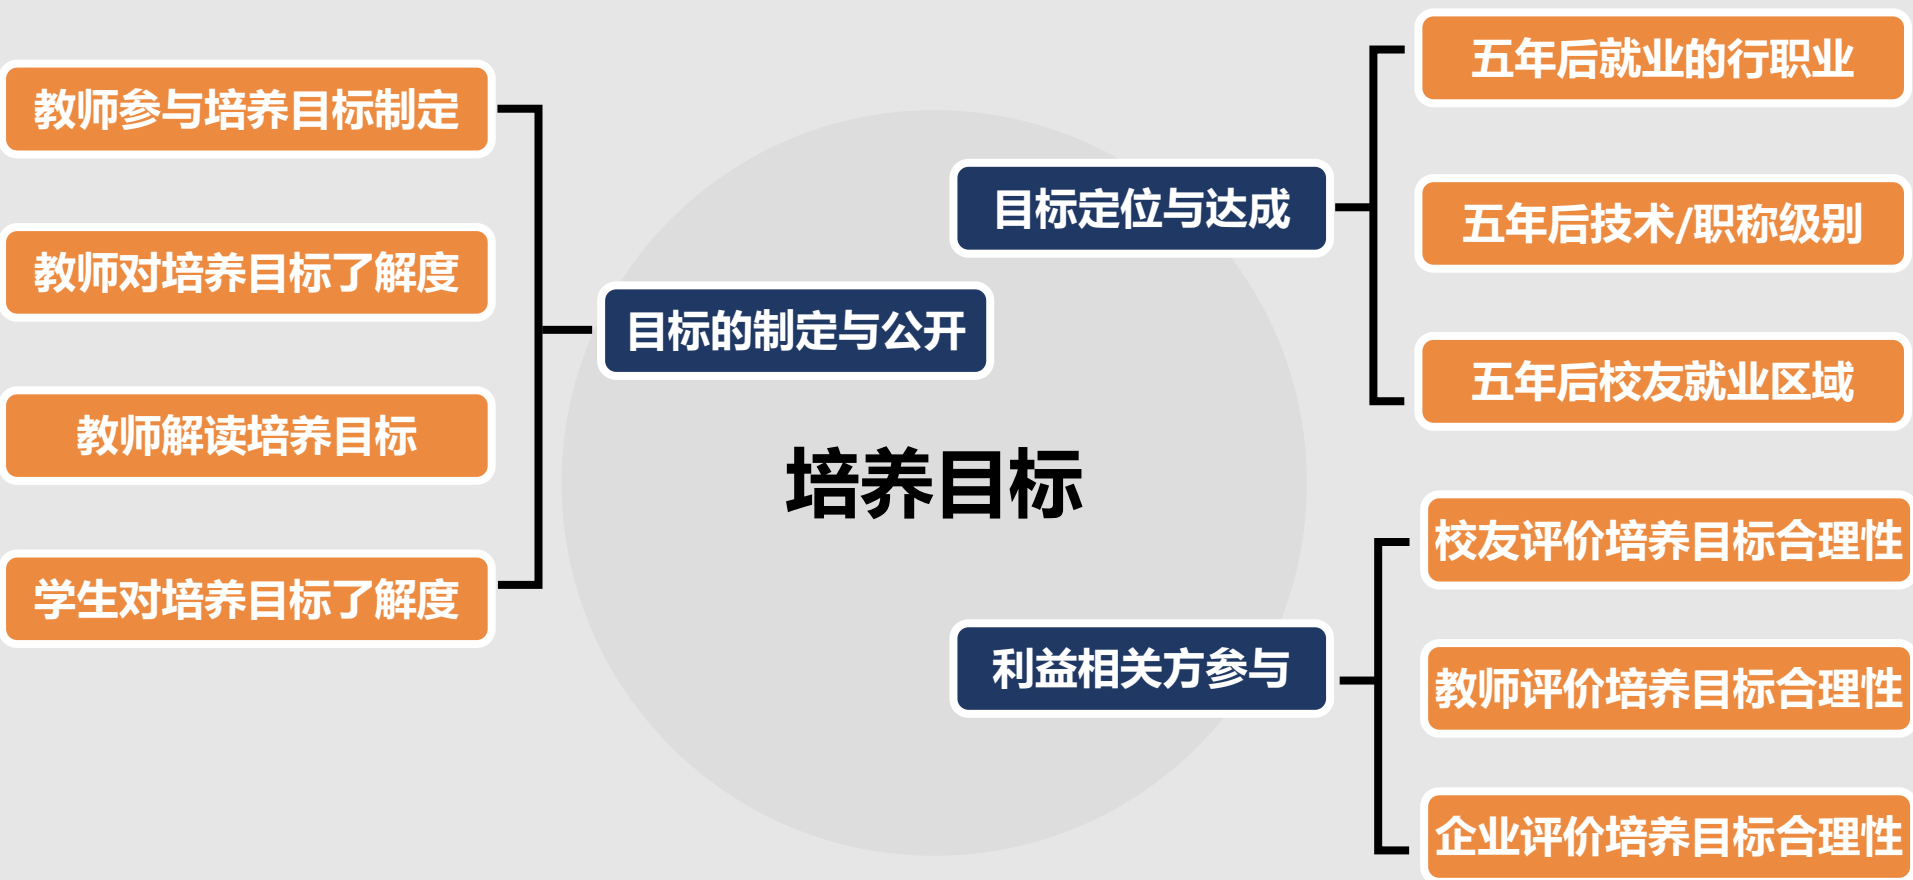 教师参与培养目标制定
教师对培养目标了解度
教师解读培养目标
学生对培养目标了解度
目标的制定与公开
培养目标
目标定位与达成
五年后就业的行职业
五年后技术/职称级别
五年后校友就业区域
利益相关方参与
校友评价培养目标合理性
教师评价培养目标合理性
企业评价培养目标合理性